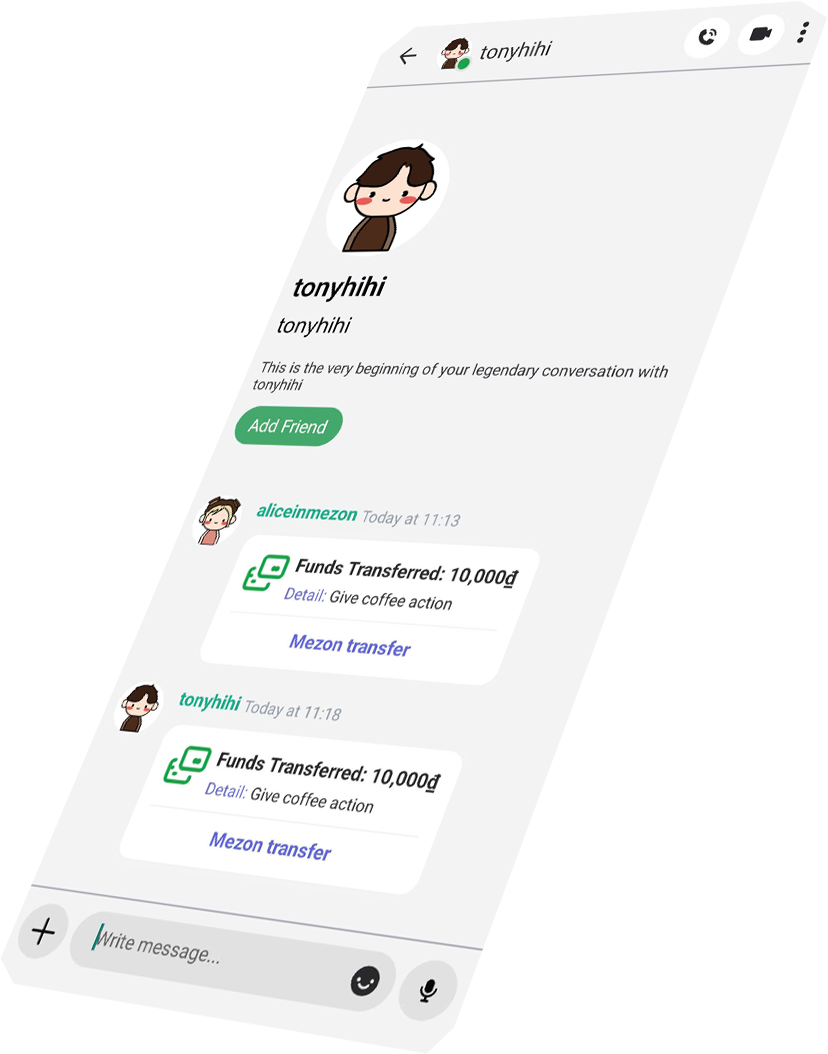 tonyhihi
tonyhihi
tonyhihi
This is the very beginning of your legendary conversation with
tonyhihi
Add Friend
aliceinmezon Today at 11:13
Funds Transferred: 10,000₫
Detail: Give coffee action
Mezon transfer
tonyhihi Today at 11:18
Funds Transferred: 10,000₫
Detail: Give coffee action
Mezon transfer
Write message...